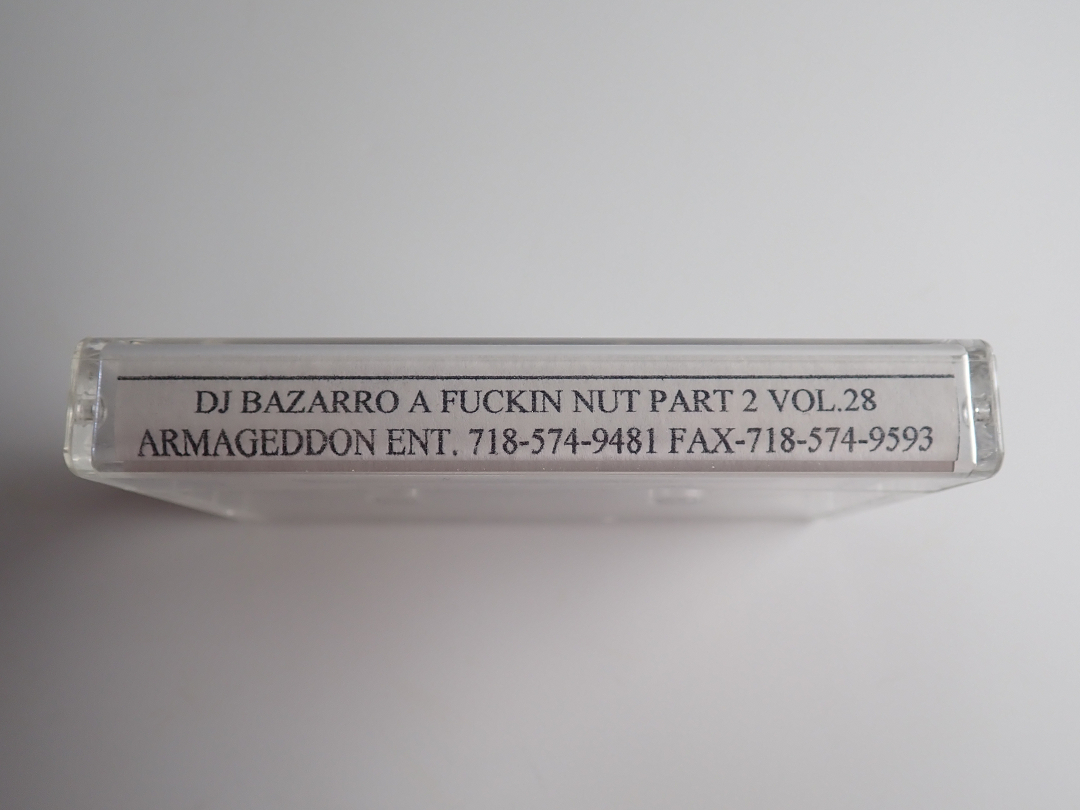 DJ BAZARRO A FUCKIN NUT PART 2 VOL.28
ARMAGEDDON ENT. 718-574-9481 FAX-718-574-9593